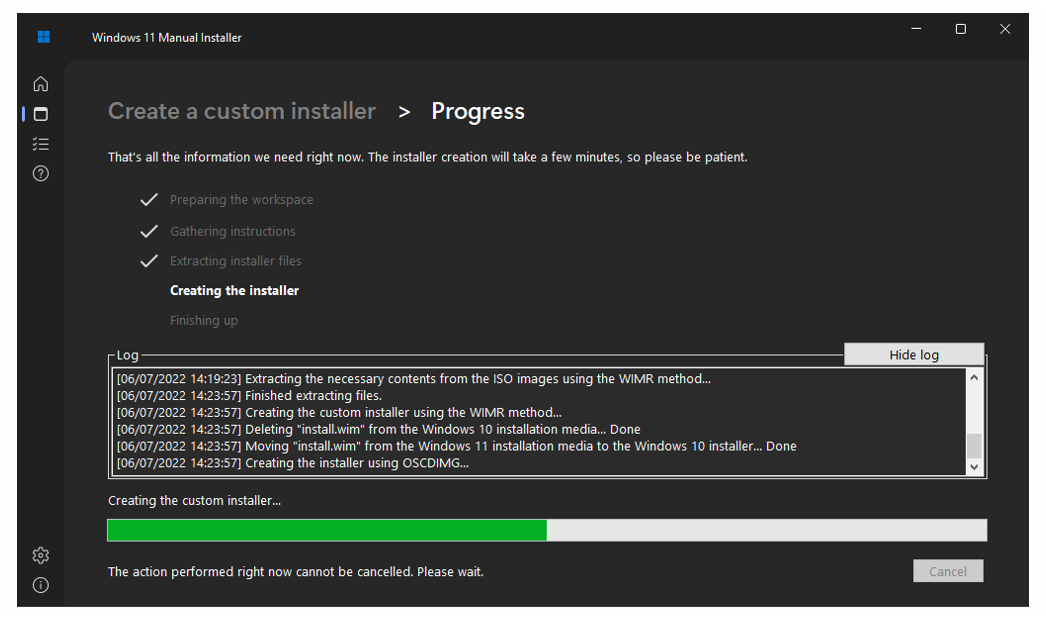 Windows 11 Manual Installer
Create a custom installer > Progress
That's all the information we need right now. The installer creation will take a few minutes, so please be patient.
Preparing the workspace
Gathering instructions
Extracting installer files
Creating the installer
Finishing up
Log
Hide log
[06/07/2022 14:19:23] Extracting the necessary contents from the ISO images using the WIMR method...
[06/07/2022 14:23:57] Finished extracting files.
[06/07/2022 14:23:57] Creating the custom installer using the WIMR method...
[06/07/2022 14:23:57] Deleting "install.wim" from the Windows 10 installation media... Done
[06/07/2022 14:23:57] Moving "install.wim" from the Windows 11 installation media to the Windows 10 installer... Done
[06/07/2022 14:23:57] Creating the installer using OSCDIMG...
Creating the custom installer...
The action performed right now cannot be cancelled. Please wait.
Cancel